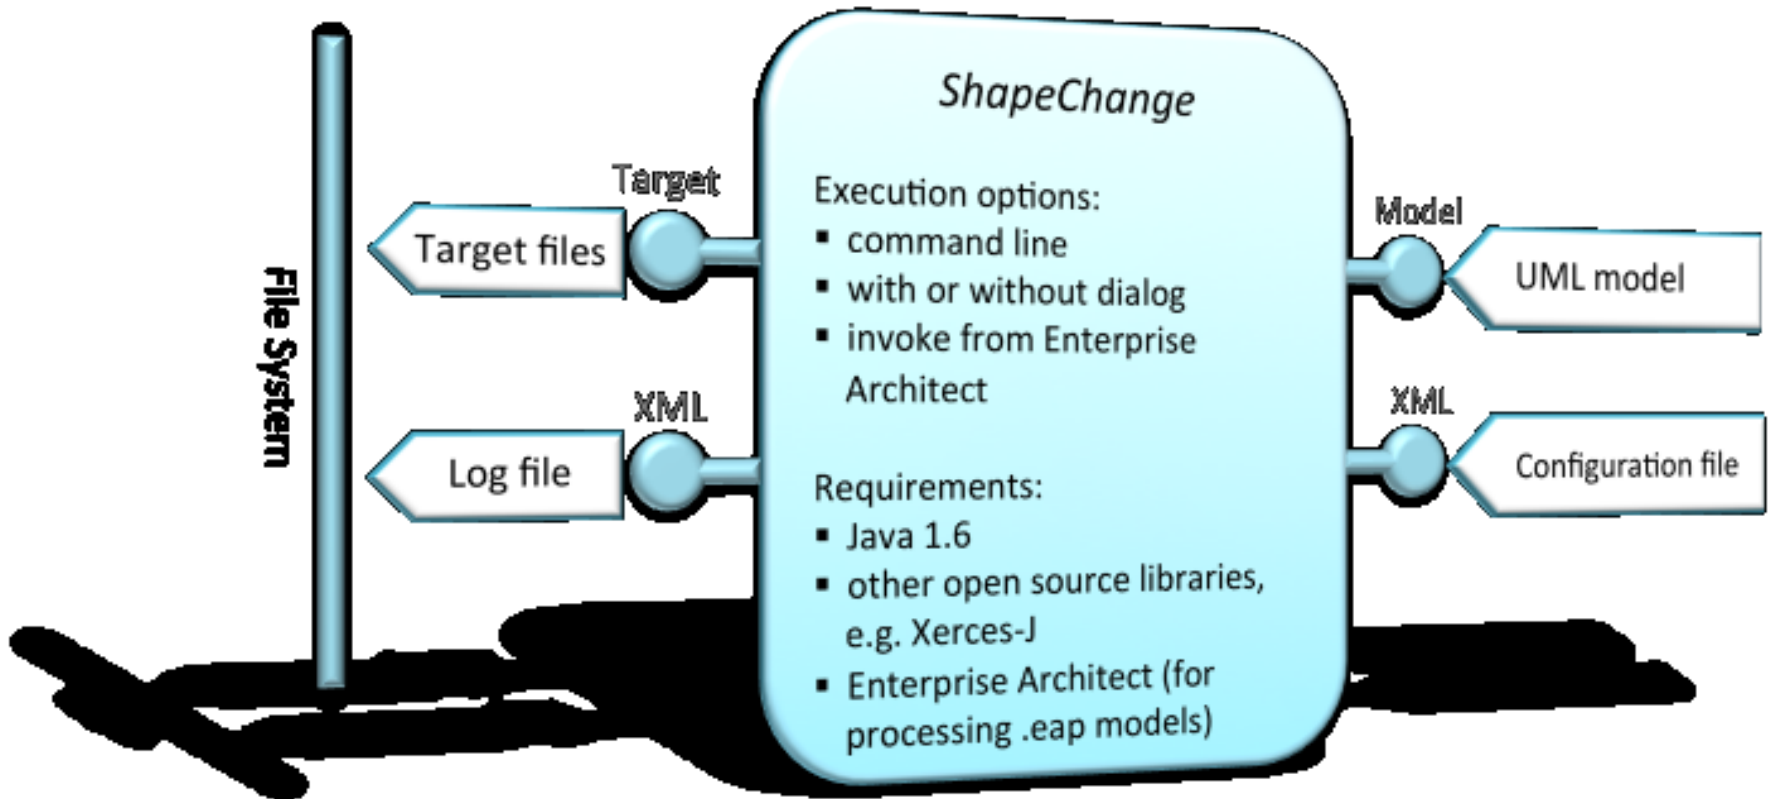 ShapeChange
Target
Target files
XML
Log file
File System
Execution options:
▪ command line
▪ with or without dialog
▪ invoke from Enterprise
Architect
Requirements:
▪ Java 1.6
▪ other open source libraries,
e.g. Xerces-J
▪ Enterprise Architect (for
processing .eap models)
Model
UML model
XML
Configuration file